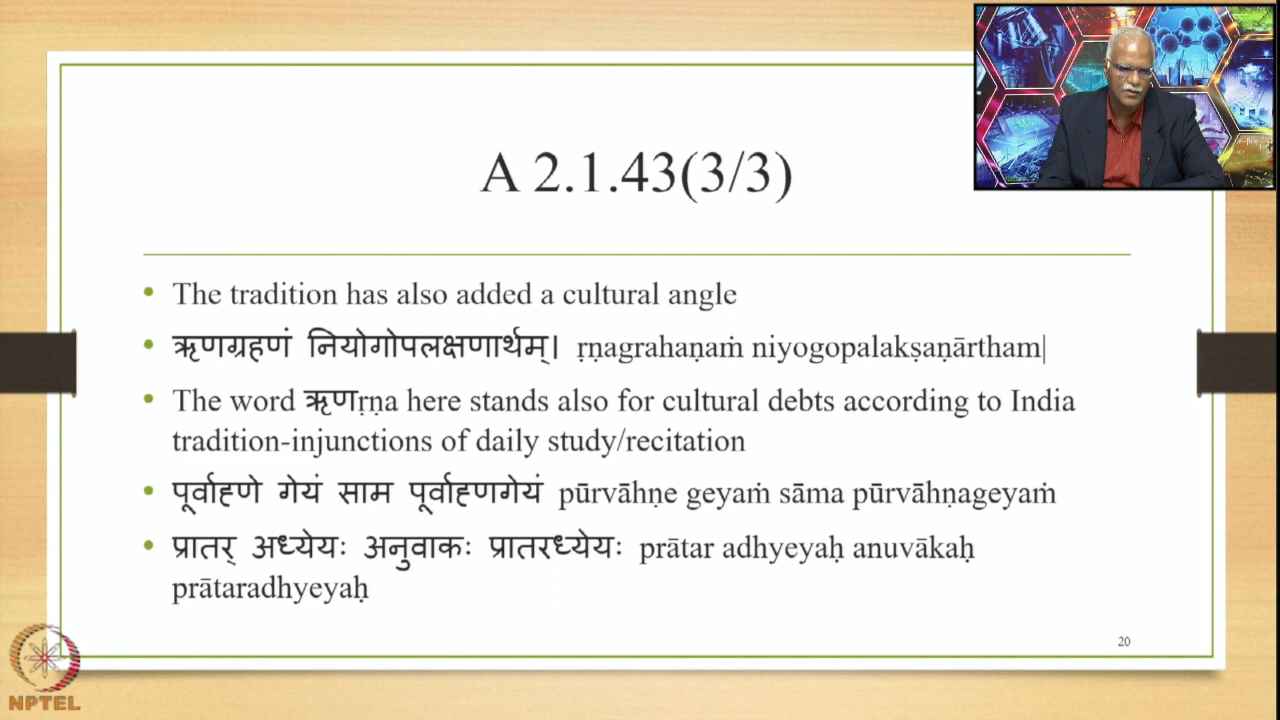 A 2.1.43(3/3)
The tradition has also added a cultural angle
ऋणग्रहणं नियोगोपलक्षणार्थम्। ṛṇagrahaṇaṁ niyogopalakṣaṇārtham|
The word ऋणṛṇa here stands also for cultural debts according to India
tradition-injunctions of daily study/recitation
पूर्वाह्णे गेयं साम पूर्वाह्णगेयं pūrvāhṇe geyaṁ sāma pūrvāhṇageyaṁ
प्रातर् अध्येयः अनुवाकः प्रातरध्येयः prātar adhyeyaḥ anuvākaḥ
prātaradhyeyaḥ
20
NPTEL